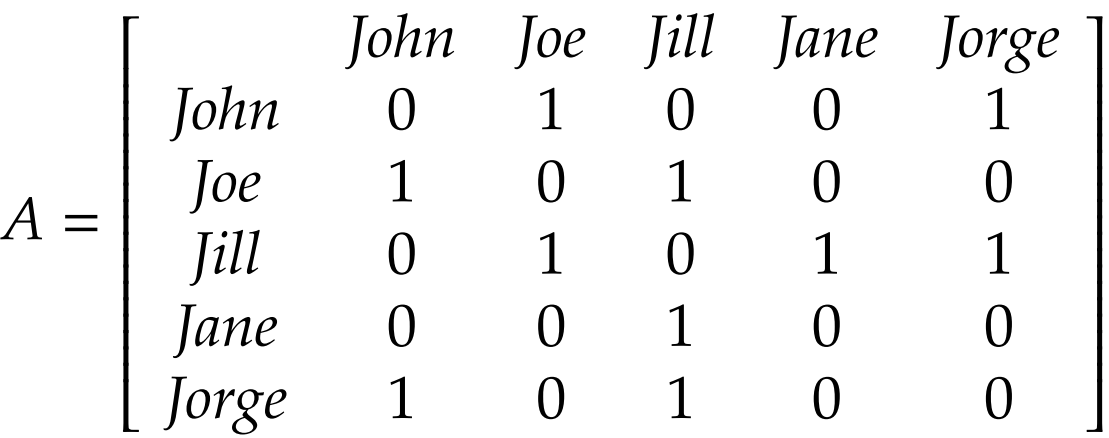 John Joe Jill Jane Jorge
John 0 1 0 0 1
Joe 1 0 1 0 0
A = Jill 0 1 0 1 1
Jane 0 0 1 0 0
Jorge 1 0 1 0 0